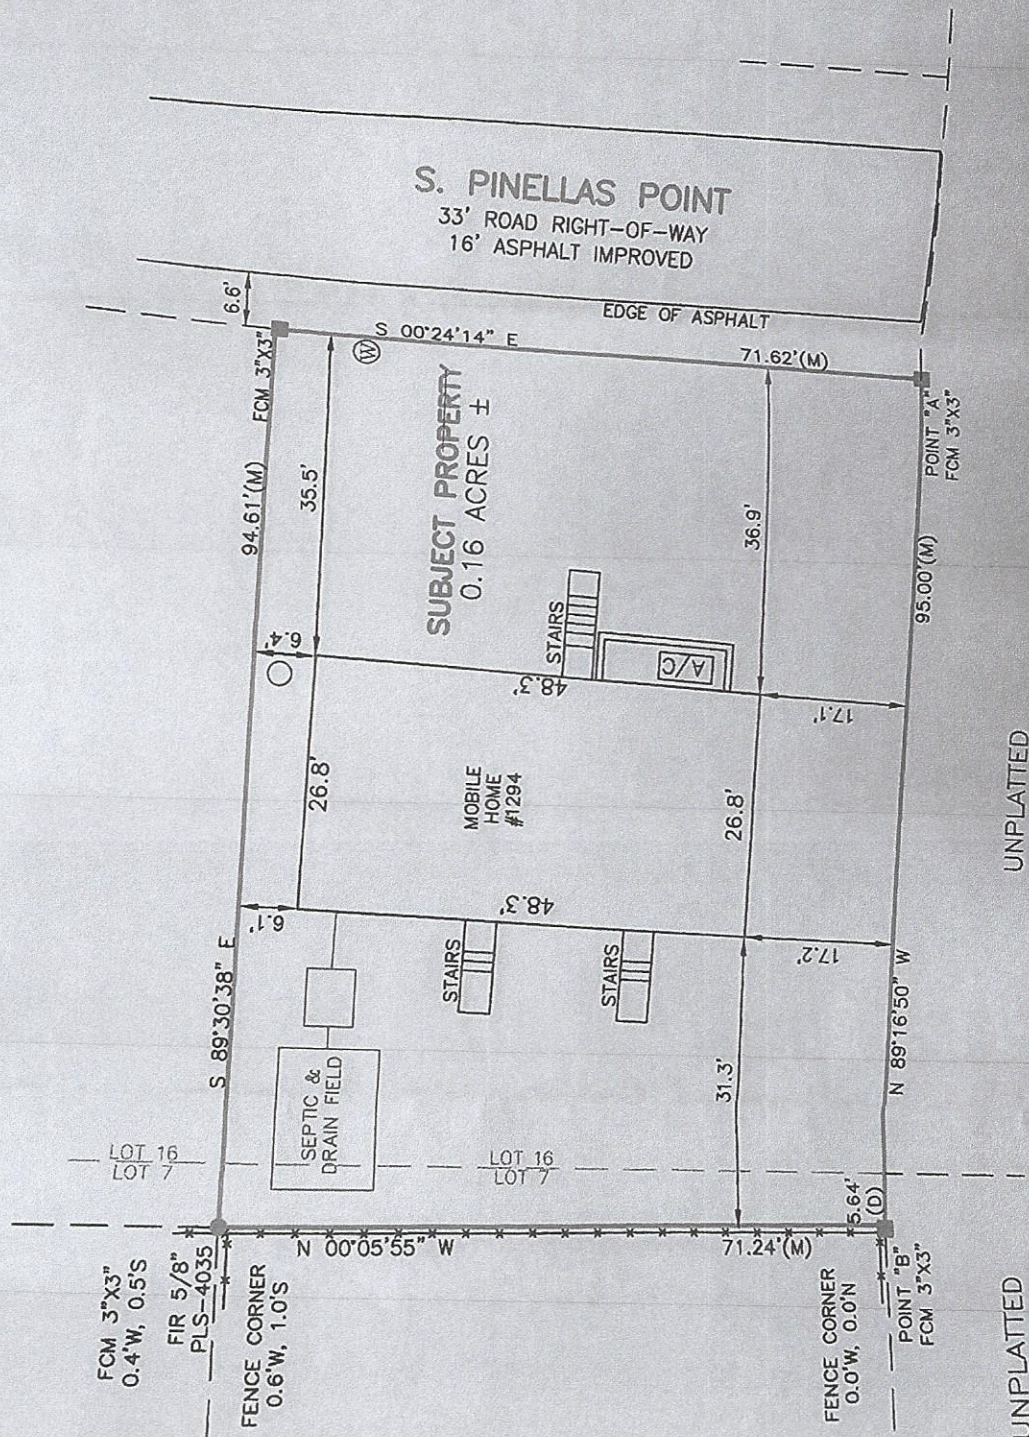 S. PINELLAS POINT
33' ROAD RIGHT-OF-WAY
16' ASPHALT IMPROVED
6.6'
EDGE OF ASPHALT
FCM 3"X3"
S 00°24'14" E
71.62'(M)
W
94.61'(M)
35.5'
SUBJECT PROPERTY
0.16 ACRES ±
36.9'
POINT "A"
FCM 3"X3"
95.00'(M)
6.4'
STAIRS
A/C
48.3'
17.1'
26.8'
MOBILE
HOME
#1294
26.8'
UNPLATTED
6.1'
48.3'
17.2'
S 89°30'38" E
STAIRS
STAIRS
N 89°16'50" W
SEPTIC &
DRAIN FIELD
31.3'
LOT 16
LOT 7
LOT 16
LOT 7
5.64'
(D)
N 00°05'55" W
71.24'(M)
FCM 3"X3"
0.4'W, 0.5'S
FIR 5/8"
PLS-4035
FENCE CORNER
0.6'W, 1.0'S
FENCE CORNER
0.0'W, 0.0'N
POINT "B"
FCM 3"X3"
UNPLATTED